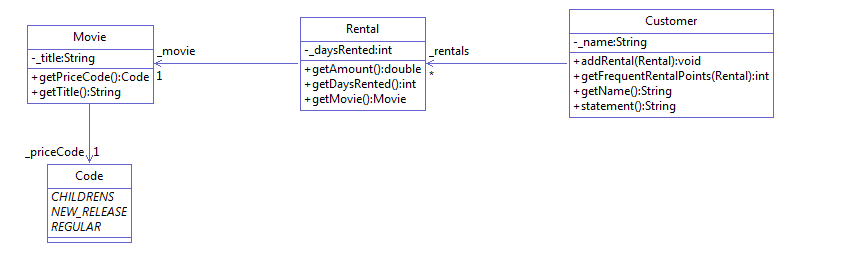 Movie
-_title:String
+getPriceCode():Code
+getTitle():String
_movie
1
Rental
-_daysRented:int
+getAmount():double
+getDaysRented():int
+getMovie():Movie
_rentals
*
Customer
-_name:String
+addRental(Rental):void
+getFrequentRentalPoints(Rental):int
+getName():String
+statement():String
_priceCode 1
Code
CHILDRENS
NEW_RELEASE
REGULAR